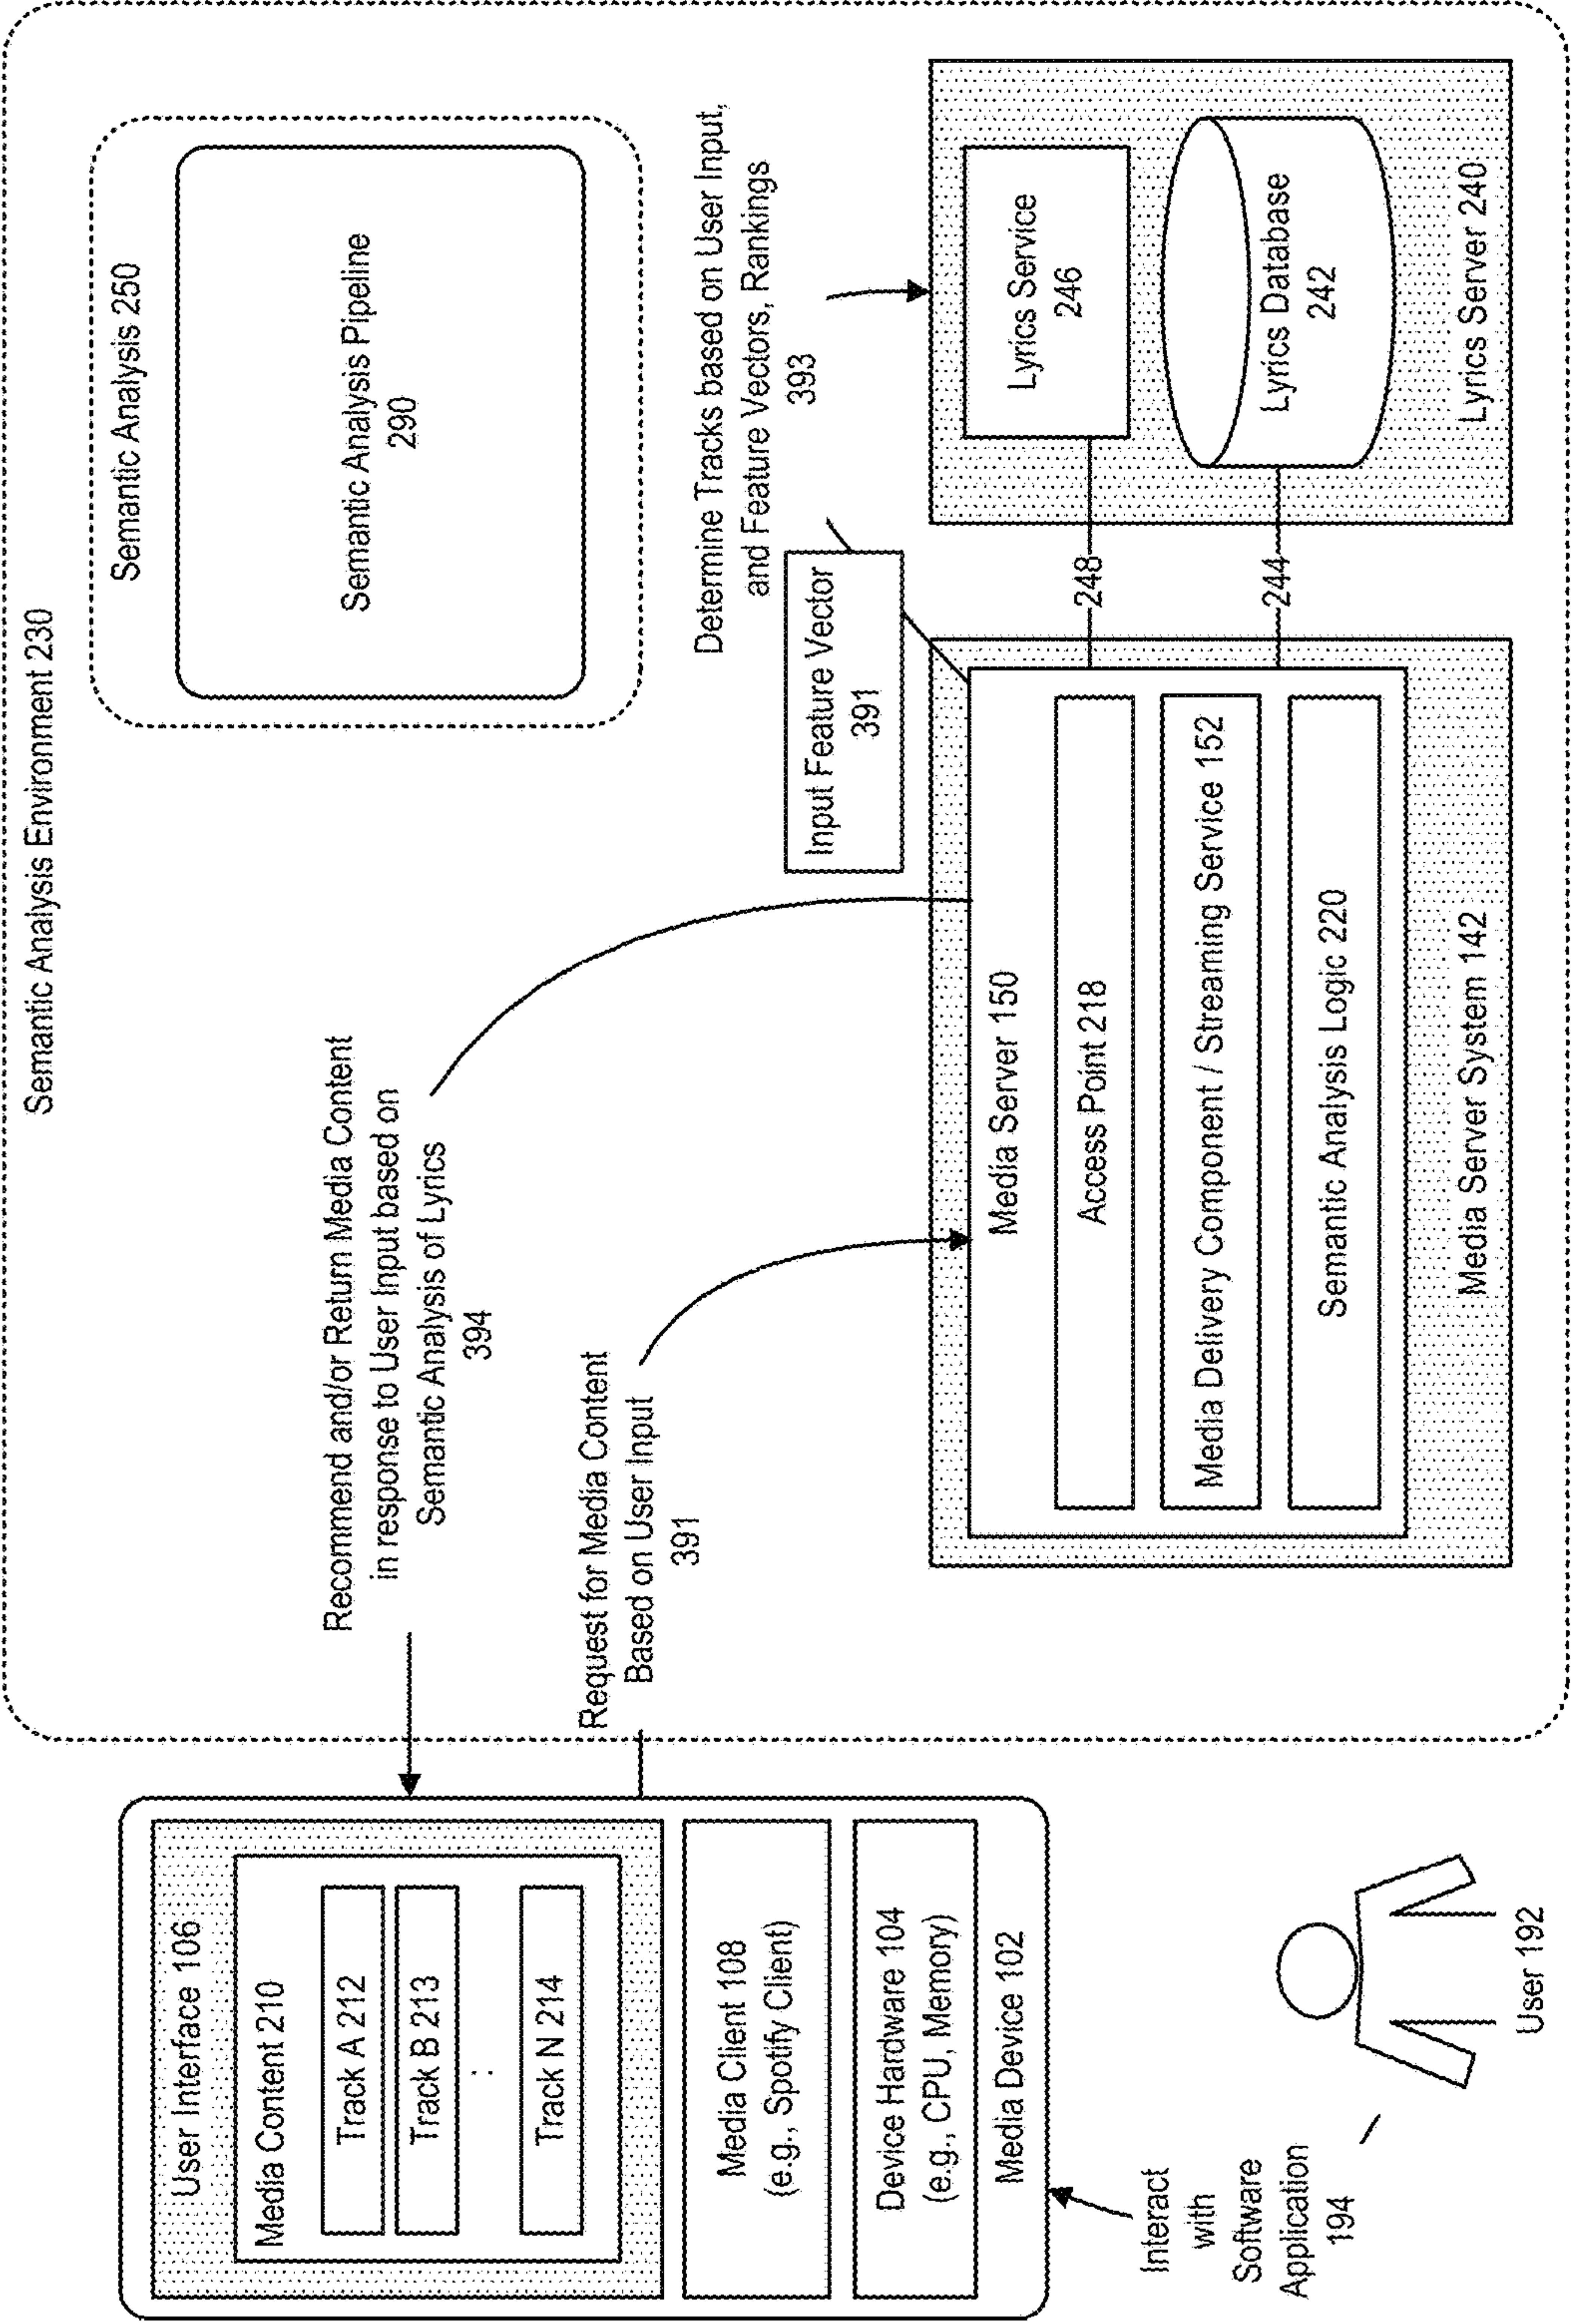 Semantic Analysis Environment 230
Semantic Analysis 250
Semantic Analysis Pipeline
290
User Interface 106
Media Content 210
Track A 212
Track B 213
:
Track N 214
Media Client 108
(e.g., Spotify Client)
Device Hardware 104
(e.g., CPU, Memory)
Media Device 102
Recommend and/or Return Media Content
in response to User Input based on
Semantic Analysis of Lyrics
394
Request for Media Content
Based on User Input
391
Determine Tracks based on User Input,
and Feature Vectors, Rankings
393
Input Feature Vector
391
Media Server 150
Access Point 218
Media Delivery Component / Streaming Service 152
Semantic Analysis Logic 220
Media Server System 142
248
244
Lyrics Service
246
Lyrics Database
242
Lyrics Server 240
Interact
with
Software
Application
194
User 192